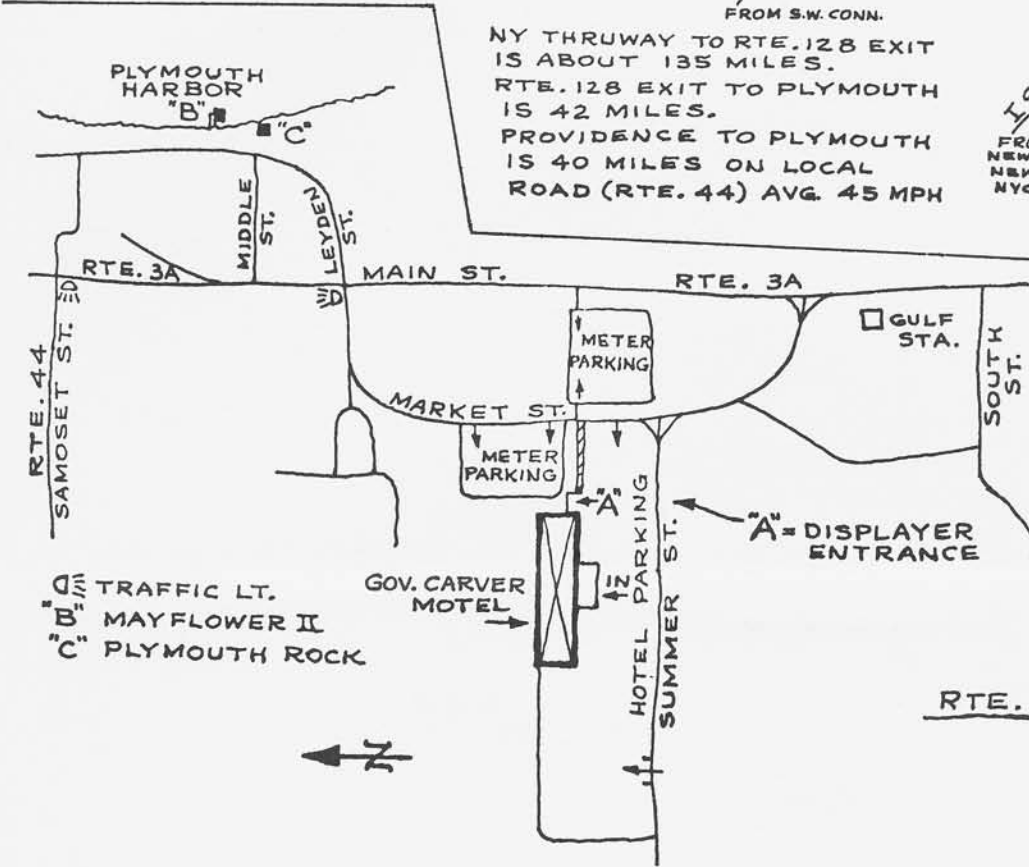 FROM S.W. CONN.
NY THRUWAY TO RTE. 128 EXIT
IS ABOUT 135 MILES.
RTE. 128 EXIT TO PLYMOUTH
IS 42 MILES.
PROVIDENCE TO PLYMOUTH
IS 40 MILES ON LOCAL
ROAD (RTE. 44) AVG. 45 MPH
PLYMOUTH
HARBOR
"B"
"C"
MIDDLE
ST.
LEYDEN
ST.
RTE. 3A
MAIN ST.
RTE. 3A
METER
PARKING
GULF
STA.
SOUTH
ST.
RTE. 44
SAMOSET ST.
MARKET ST.
METER
PARKING
"A"
HOTEL PARKING
SUMMER ST.
"A" = DISPLAYER
ENTRANCE
GOV. CARVER
MOTEL
IN
TRAFFIC LT.
"B" MAYFLOWER II
"C" PLYMOUTH ROCK
N
RTE.